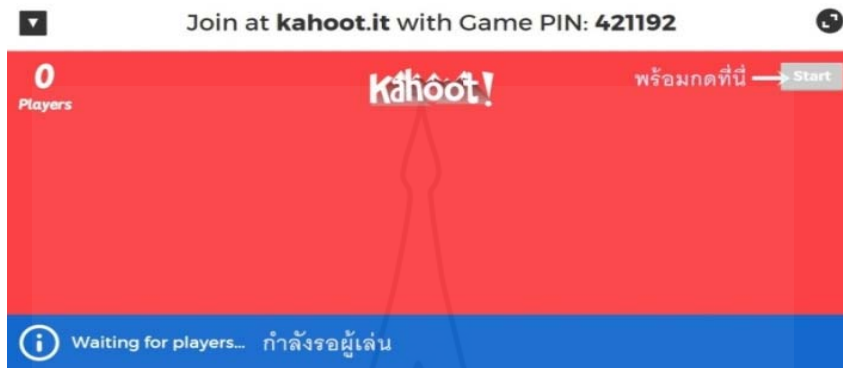 Join at kahoot.it with Game PIN: 421192
0
Players
Kahoot!
พร้อมกดที่นี่
Start
Waiting for players... กำลังรอผู้เล่น